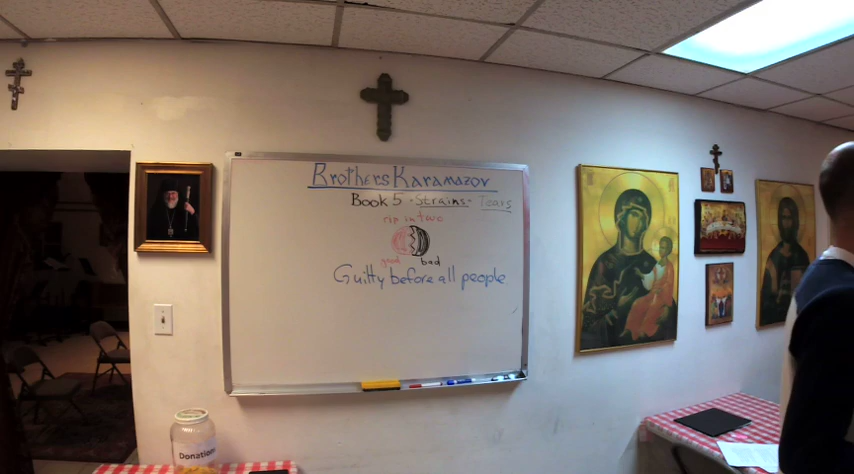 Brothers Karamazov
Book 5 - Strains - Tears
rip in two
good bad
Guilty before all people
Donations